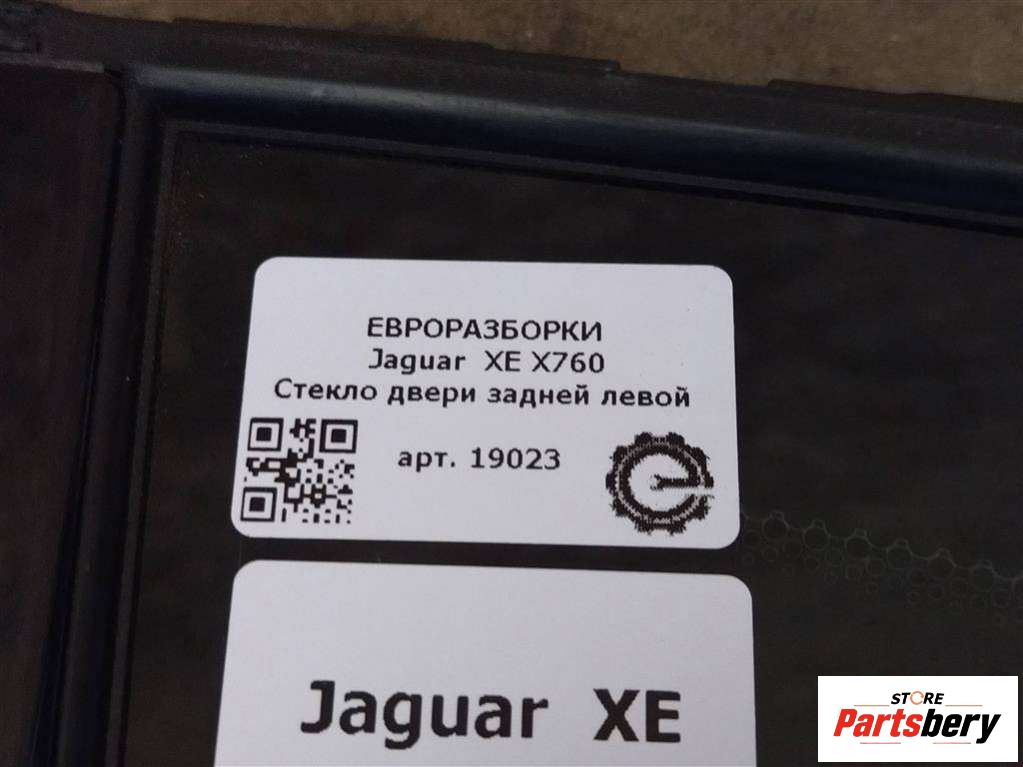 ЕВРОРАЗБОРКИ
Jaguar XE X760
Стекло двери задней левой
арт. 19023
Jaguar XE
STORE
Partsbery